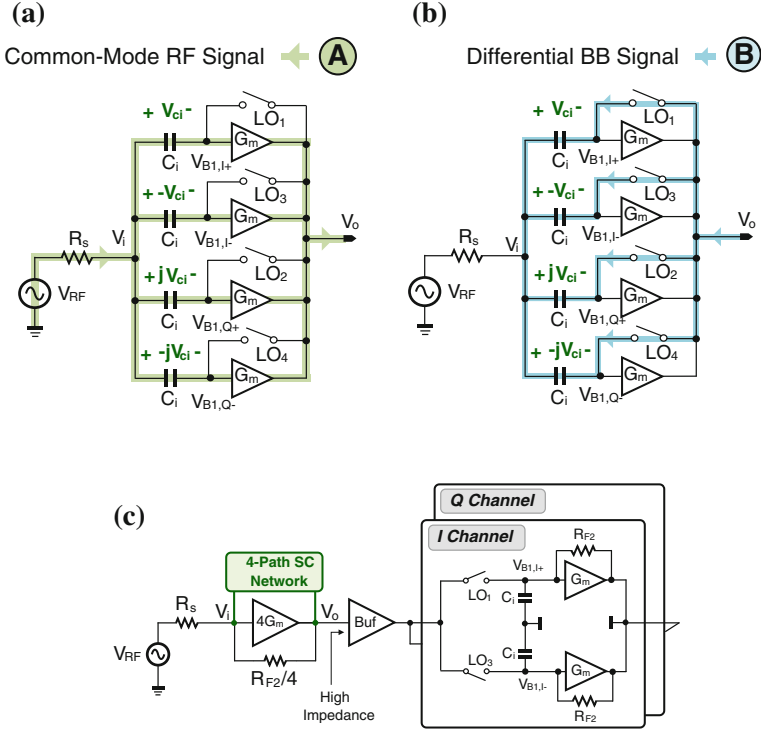 (a)
Common-Mode RF Signal A
+ Vci -
LO1
Gm
Ci
VB1,I+
+ -Vci -
LO3
Gm
Ci
VB1,I-
Vi
Rs
Vo
VRF
+ jVci -
LO2
Gm
Ci
VB1,Q+
+ -jVci -
LO4
Gm
Ci
VB1,Q-
(b)
Differential BB Signal B
+ Vci -
LO1
Gm
Ci
VB1,I+
+ -Vci -
LO3
Gm
Ci
VB1,I-
Vi
Rs
Vo
VRF
+ jVci -
LO2
Gm
Ci
VB1,Q+
+ -jVci -
LO4
Gm
Ci
VB1,Q-
(c)
4-Path SC
Network
Rs
Vi
4Gm
Vo
Buf
VRF
RF2/4
High
Impedance
Q Channel
I Channel
RF2
VB1,I+
Gm
LO1
Ci
LO3
Ci
Gm
VB1,I-
RF2